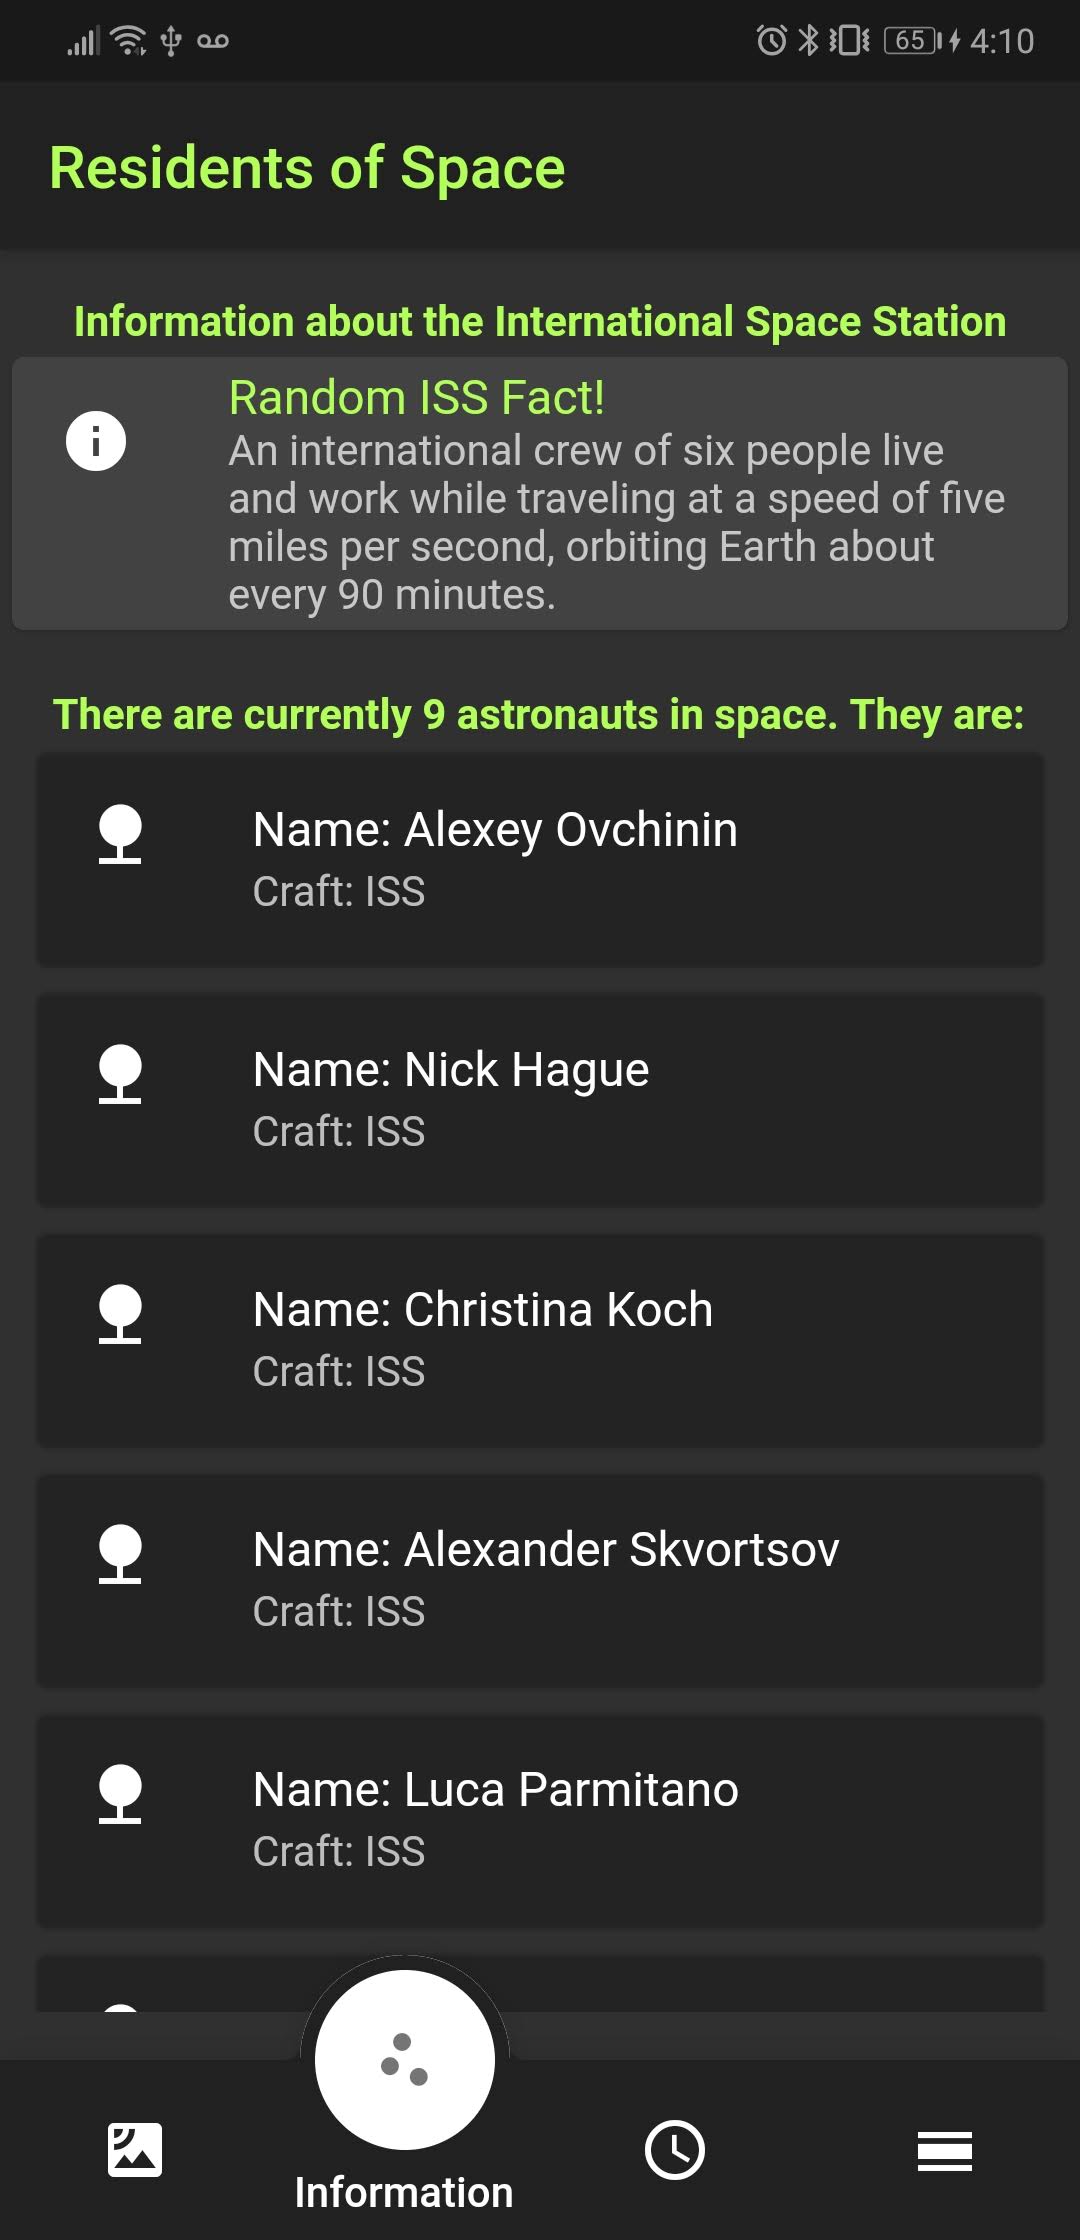 65 4:10
Residents of Space
Information about the International Space Station
Random ISS Fact!
An international crew of six people live
and work while traveling at a speed of five
miles per second, orbiting Earth about
every 90 minutes.
There are currently 9 astronauts in space. They are:
Name: Alexey Ovchinin
Craft: ISS
Name: Nick Hague
Craft: ISS
Name: Christina Koch
Craft: ISS
Name: Alexander Skvortsov
Craft: ISS
Name: Luca Parmitano
Craft: ISS
Information